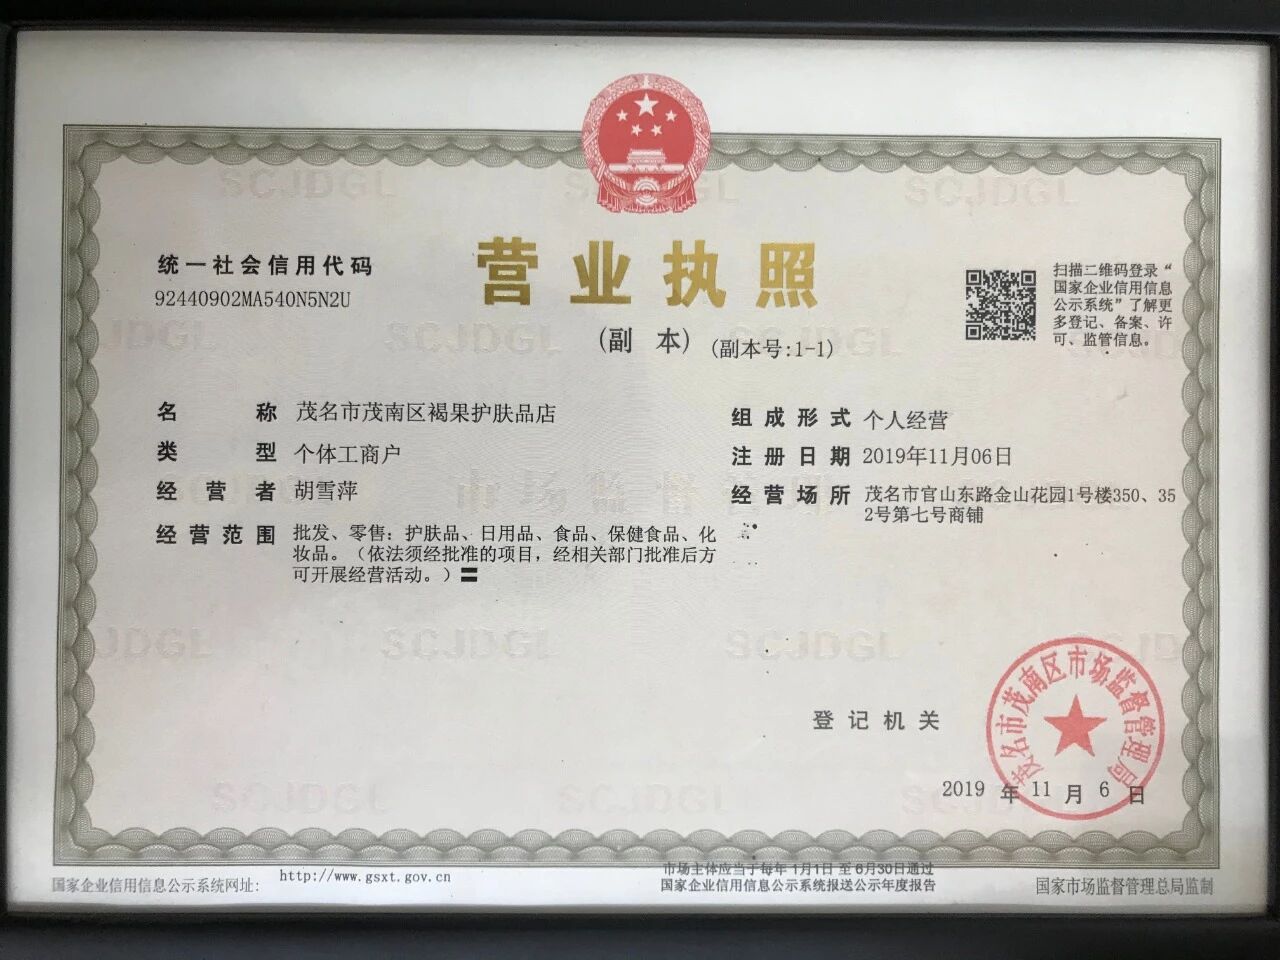 统一社会信用代码
92440902MA540N5N2U
营业执照
(副 本) (副本号:1-1)
扫描二维码登录“
国家企业信用信息
公示系统”了解更
多登记、备案、许
可、监管信息。
名称 茂名市茂南区褐果护肤品店
类型 个体工商户
经营者 胡雪萍
经营范围 批发、零售：护肤品、日用品、食品、保健食品、化
妆品。（依法须经批准的项目，经相关部门批准后方
可开展经营活动。）〓
组成形式 个人经营
注册日期 2019年11月06日
经营场所 茂名市官山东路金山花园1号楼350、35
2号第七号商铺
登记机关
茂名市茂南区市场监督管理局
2019 年 11 月 6 日
国家企业信用信息公示系统网址: http://www.gsxt.gov.cn
市场主体应当于每年 1月1日 至 6月30日通过
国家企业信用信息公示系统报送公示年度报告
国家市场监督管理总局监制
SCJDGL
SCJDGL
SCJDGL
SCJDGL
SCJDGL
SCJDGL
SCJDGL
SCJDGL
SCJDGL